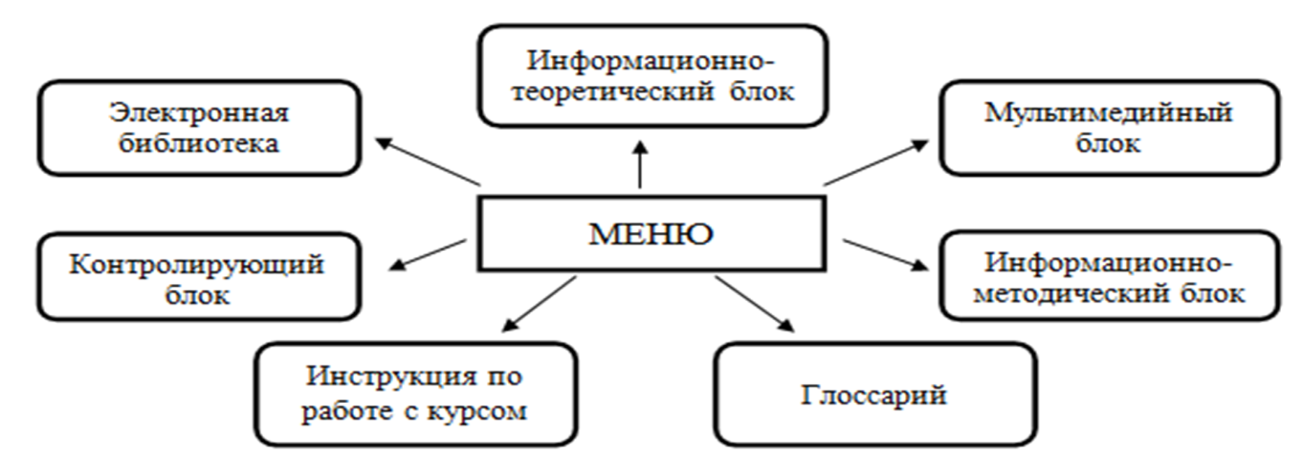 Информационно-
теоретический блок
Электронная
библиотека
Мультимедийный
блок
МЕНЮ
Контролирующий
блок
Информационно-
методический блок
Инструкция по
работе с курсом
Глоссарий